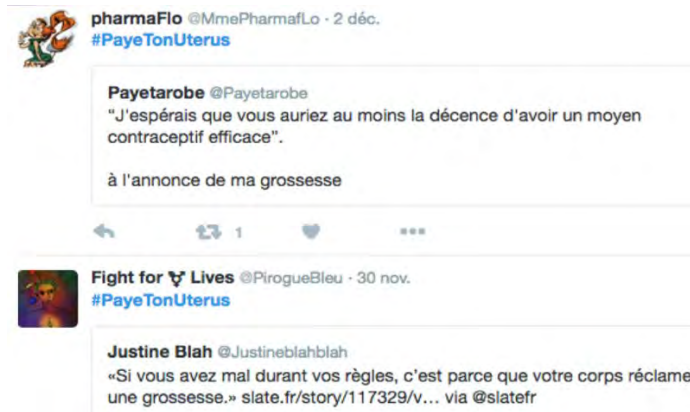 pharmaFlo @MmePharmafLo · 2 déc.
#PayeTonUterus
Payetarobe @Payetarobe
"J'espérais que vous auriez au moins la décence d'avoir un moyen
contraceptif efficace".
à l'annonce de ma grossesse
1
Fight for ⚧ Lives @PirogueBleu · 30 nov.
#PayeTonUterus
Justine Blah @Justineblahblah
«Si vous avez mal durant vos règles, c'est parce que votre corps réclame
une grossesse.» slate.fr/story/117329/v... via @slatefr